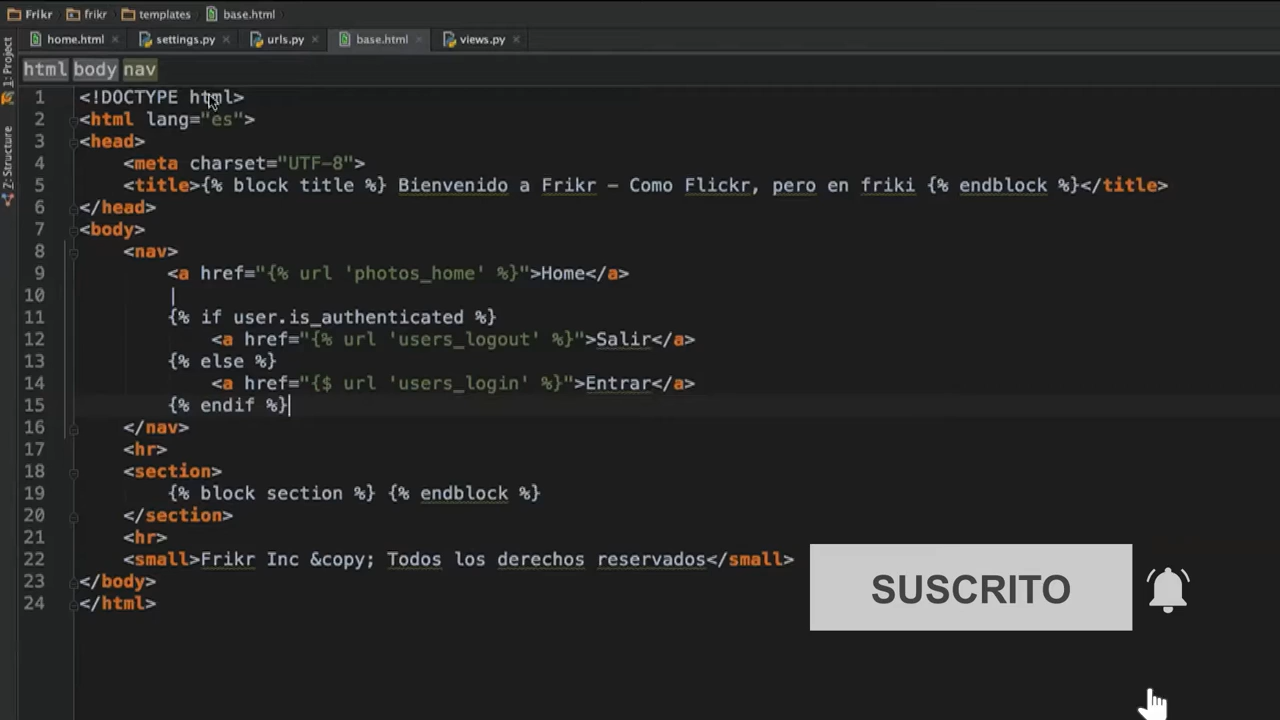 Frikr frikr templates base.html
home.html settings.py urls.py base.html views.py
1: Project
Z: Structure
html body nav
1 <!DOCTYPE html>
2 <html lang="es">
3 <head>
4 <meta charset="UTF-8">
5 <title>{% block title %} Bienvenido a Frikr – Como Flickr, pero en friki {% endblock %}</title>
6 </head>
7 <body>
8 <nav>
9 <a href="{% url 'photos_home' %}">Home</a>
10 |
11 {% if user.is_authenticated %}
12 <a href="{% url 'users_logout' %}">Salir</a>
13 {% else %}
14 <a href="{$ url 'users_login' %}">Entrar</a>
15 {% endif %}
16 </nav>
17 <hr>
18 <section>
19 {% block section %} {% endblock %}
20 </section>
21 <hr>
22 <small>Frikr Inc &copy; Todos los derechos reservados</small>
23 </body>
24 </html>
SUSCRITO